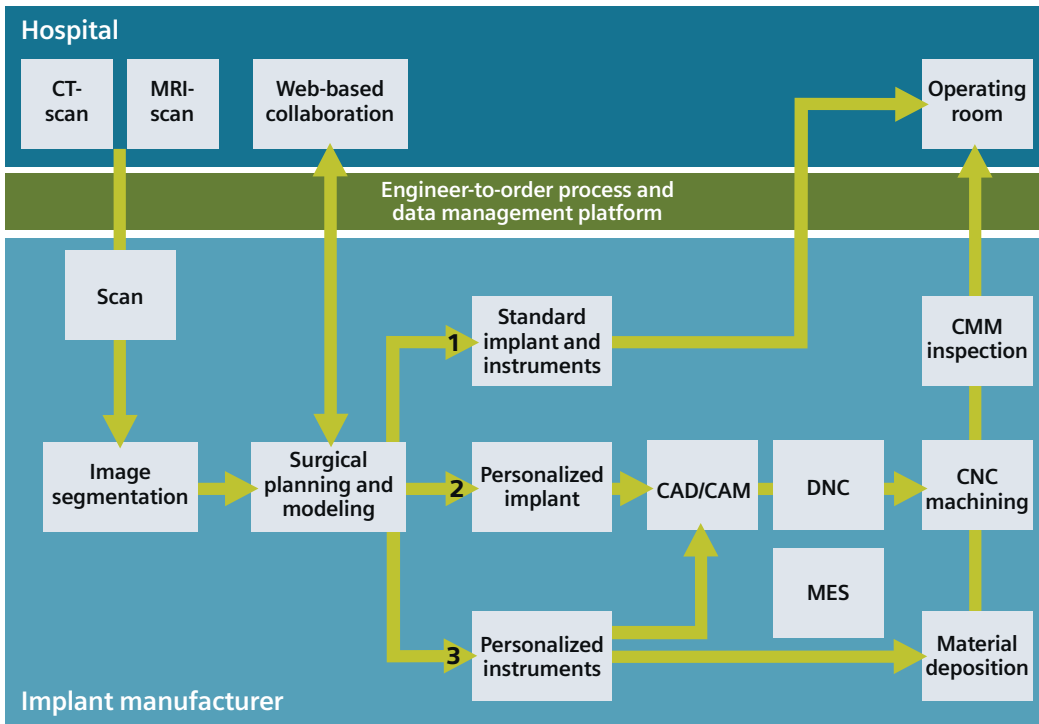 Hospital
CT-
scan
MRI-
scan
Web-based
collaboration
Operating
room
Engineer-to-order process and
data management platform
Scan
1
Standard
implant and
instruments
CMM
inspection
Image
segmentation
Surgical
planning and
modeling
2
Personalized
implant
CAD/CAM
DNC
CNC
machining
MES
3
Personalized
instruments
Material
deposition
Implant manufacturer